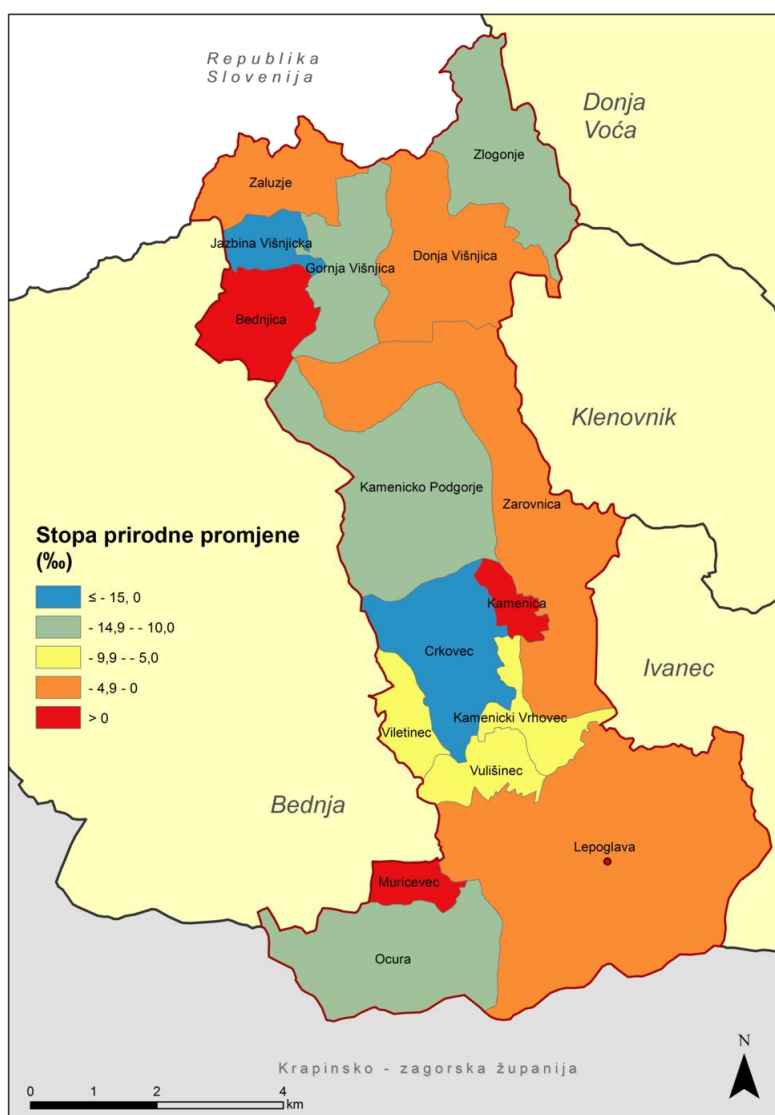 Republika
Slovenija
Donja
Voća
Zlogonje
Zaluzje
Jazbina Višnjicka
Gornja Višnjica
Donja Višnjica
Bednjica
Klenovnik
Kamenicko Podgorje
Zarovnica
Stopa prirodne promjene
(‰)
≤ - 15, 0
- 14,9 - - 10,0
- 9,9 - - 5,0
- 4,9 - 0
> 0
Kamenica
Crkovec
Ivanec
Kamenicki Vrhovec
Viletinec
Vulišinec
Bednja
Lepoglava
Muricevec
Ocura
N
Krapinsko - zagorska županija
0 1 2 4
km